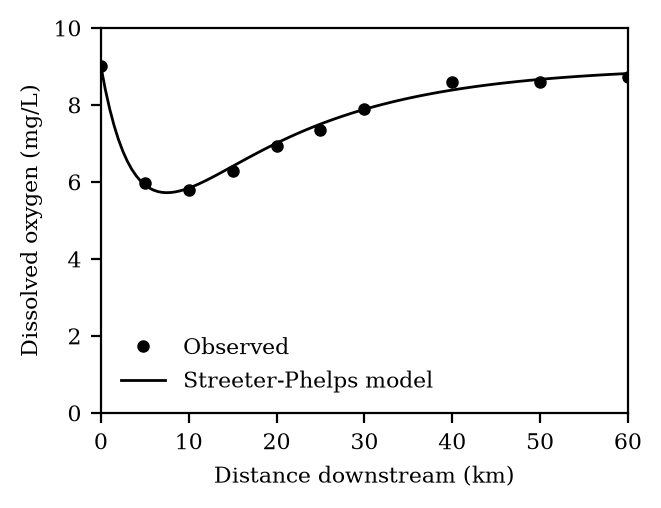 10
8
6
4
2
0
Dissolved oxygen (mg/L)
Observed
Streeter-Phelps model
0 10 20 30 40 50 60
Distance downstream (km)